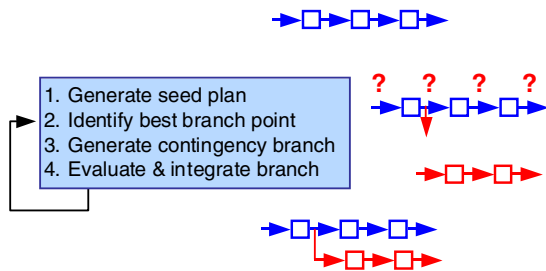 ? ? ? ?
1. Generate seed plan
2. Identify best branch point
3. Generate contingency branch
4. Evaluate & integrate branch